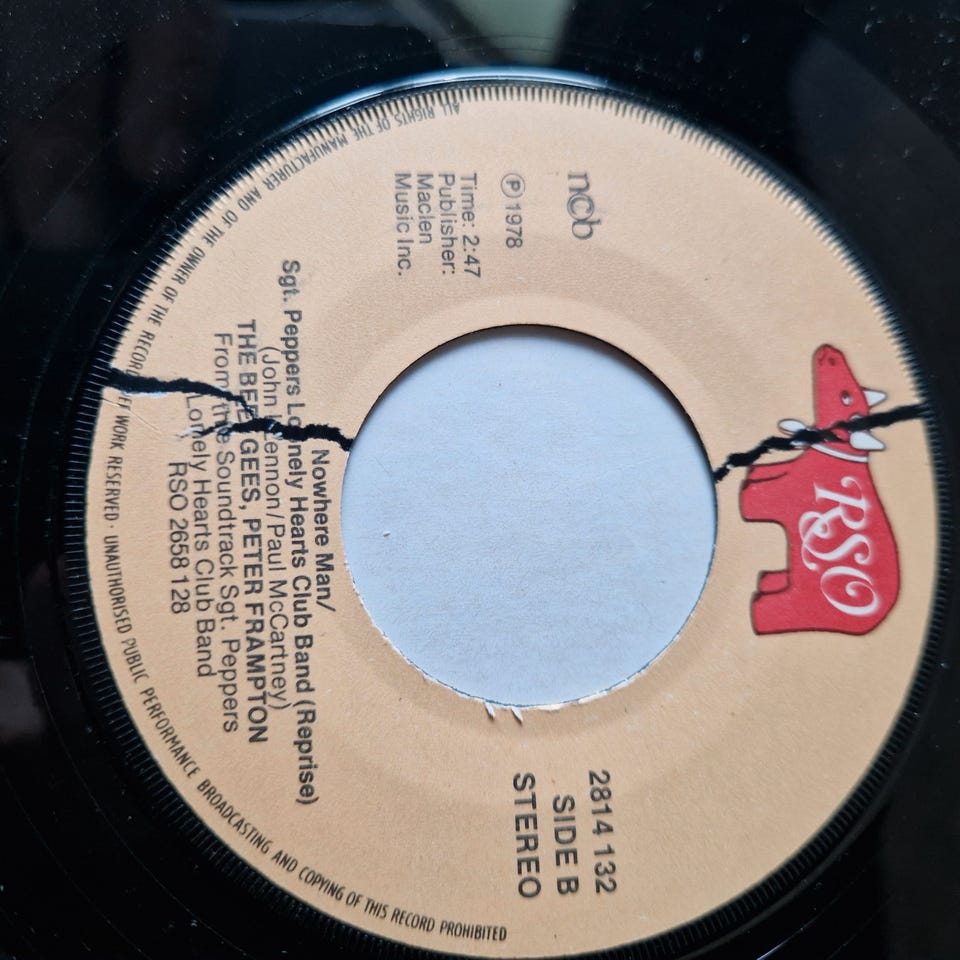 RSO
ncb
℗ 1978
Time: 2:47
Publisher:
Maclen
Music Inc.
2814 132
SIDE B
STEREO
Nowhere Man/
Sgt. Peppers Lonely Hearts Club Band (Reprise)
(John Lennon/Paul McCartney)
THE BEE GEES, PETER FRAMPTON
From the Soundtrack Sgt. Peppers
Lonely Hearts Club Band
RSO 2658 128
ALL RIGHTS OF THE MANUFACTURER AND OF THE OWNER OF THE RECORDED WORK RESERVED · UNAUTHORISED PUBLIC PERFORMANCE BROADCASTING AND COPYING OF THIS RECORD PROHIBITED